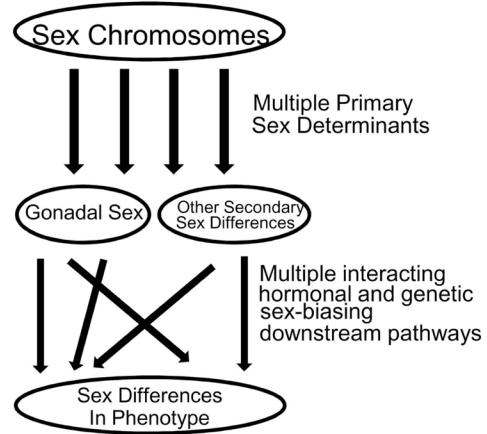 Sex Chromosomes
Multiple Primary
Sex Determinants
Gonadal Sex
Other Secondary
Sex Differences
Multiple interacting
hormonal and genetic
sex-biasing
downstream pathways
Sex Differences
In Phenotype